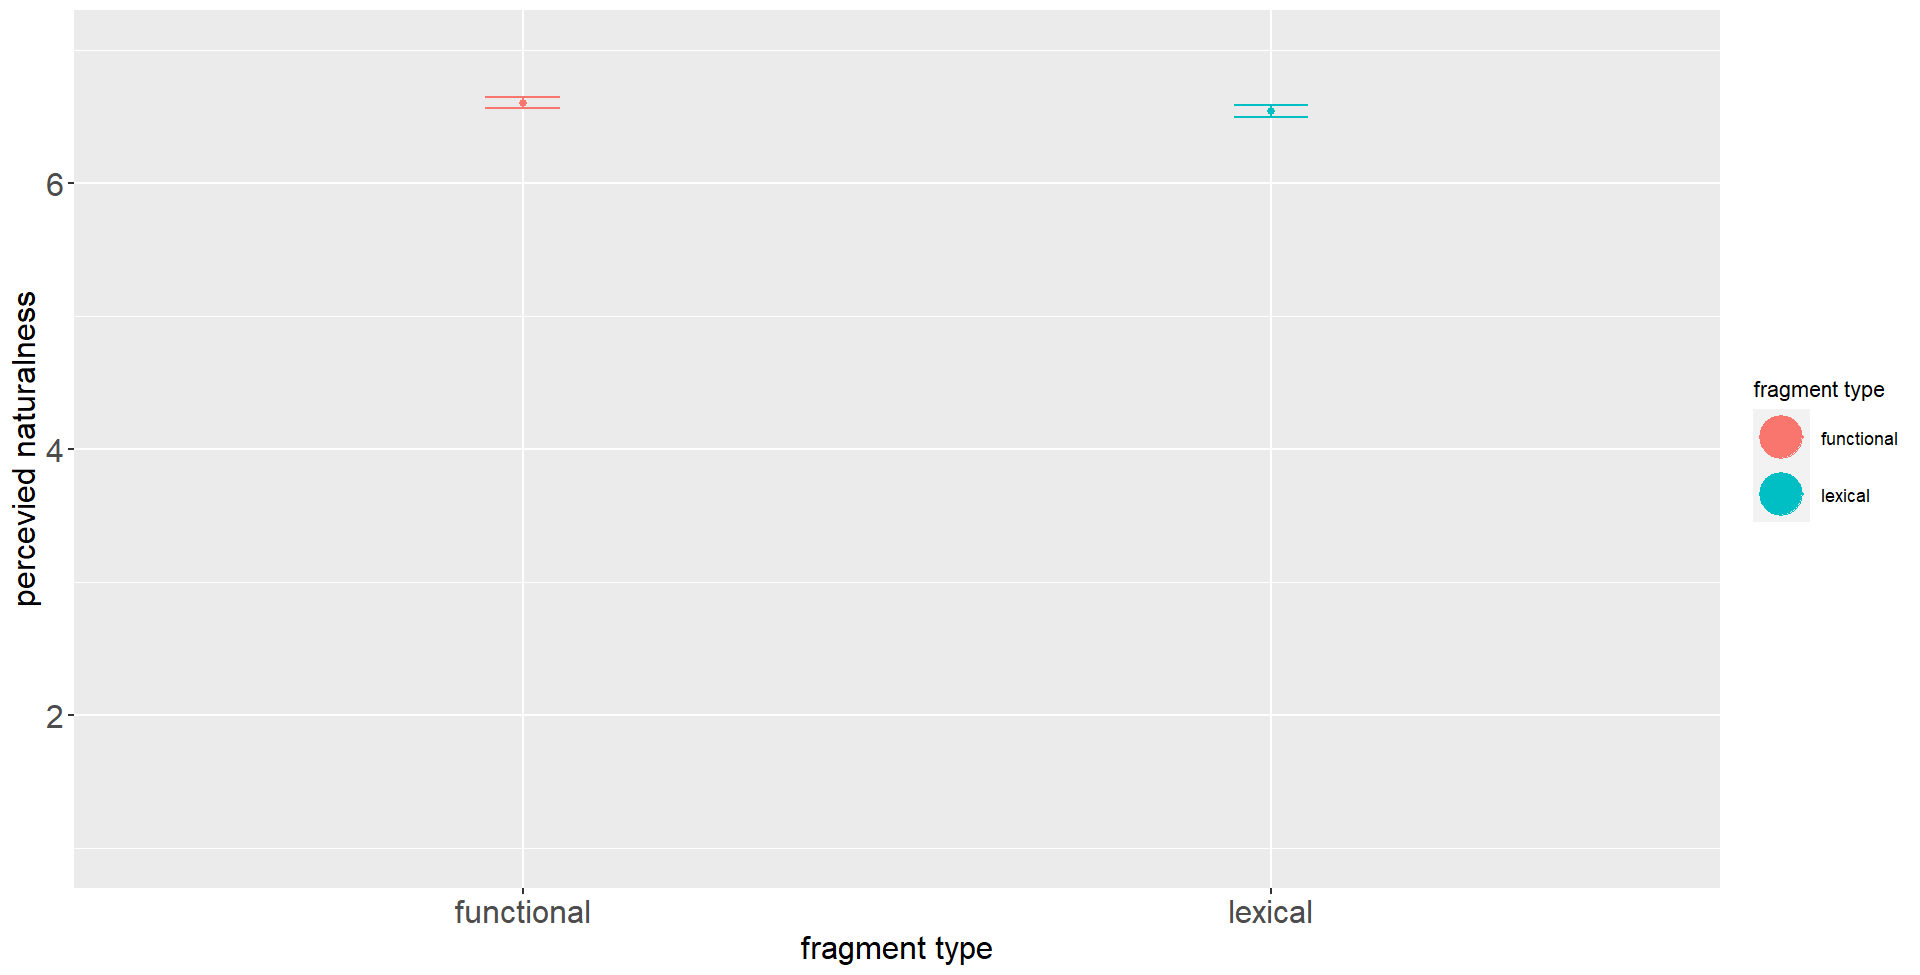 percevied naturalness
6
4
2
functional
lexical
fragment type
fragment type
functional
lexical